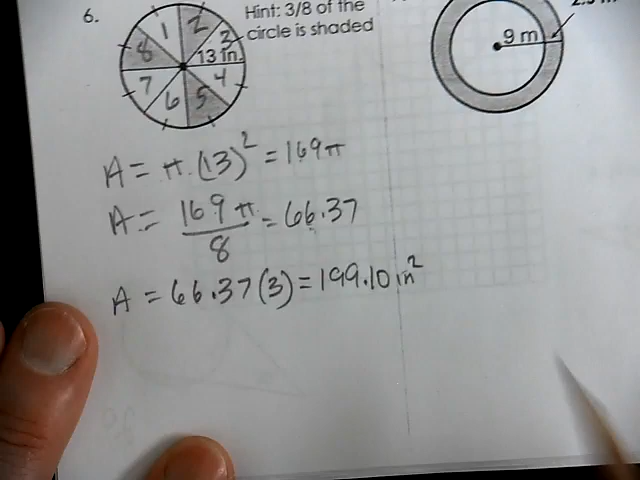 6.
Hint: 3/8 of the
circle is shaded
1 2 3 4 5 6 7 8
13 in.
9 m
A = π (13)² = 169π
A = 169 π / 8 = 66.37
A = 66.37(3) = 199.10 in²